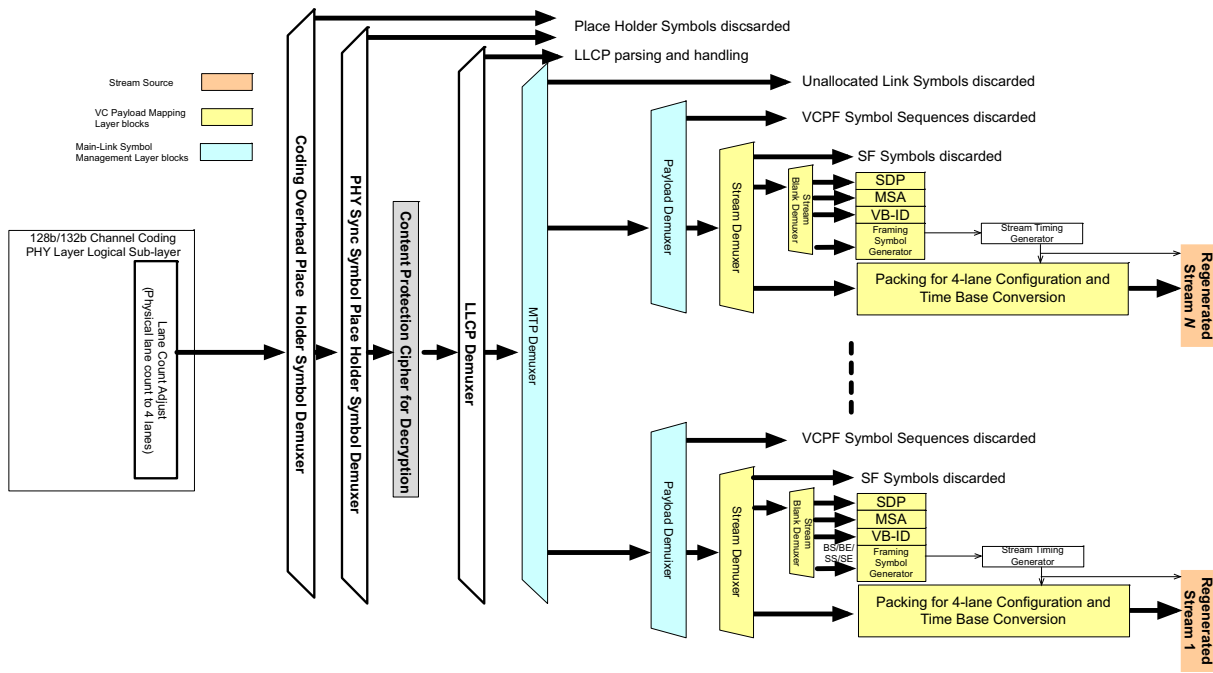 Place Holder Symbols discsarded
LLCP parsing and handling
Unallocated Link Symbols discarded
Stream Source
VC Payload Mapping
Layer blocks
Main-Link Symbol
Management Layer blocks
128b/132b Channel Coding
PHY Layer Logical Sub-layer
Lane Count Adjust
(Physical lane count to 4 lanes)
Coding Overhead Place Holder Symbol Demuxer
PHY Sync Symbol Place Holder Symbol Demuxer
Content Protection Cipher for Decryption
LLCP Demuxer
MTP Demuxer
VCPF Symbol Sequences discarded
Payload Demuxer
SF Symbols discarded
Stream Demuxer
Stream
Blank Demuxer
SDP
MSA
VB-ID
Framing
Symbol
Generator
Stream Timing
Generator
Packing for 4-lane Configuration and
Time Base Conversion
Regenerated
Stream N
VCPF Symbol Sequences discarded
Payload Demuixer
SF Symbols discarded
Stream Demuxer
Stream
Blank Demuxer
SDP
MSA
VB-ID
BS/BE/
SS/SE
Framing
Symbol
Generator
Stream Timing
Generator
Packing for 4-lane Configuration and
Time Base Conversion
Regenerated
Stream 1